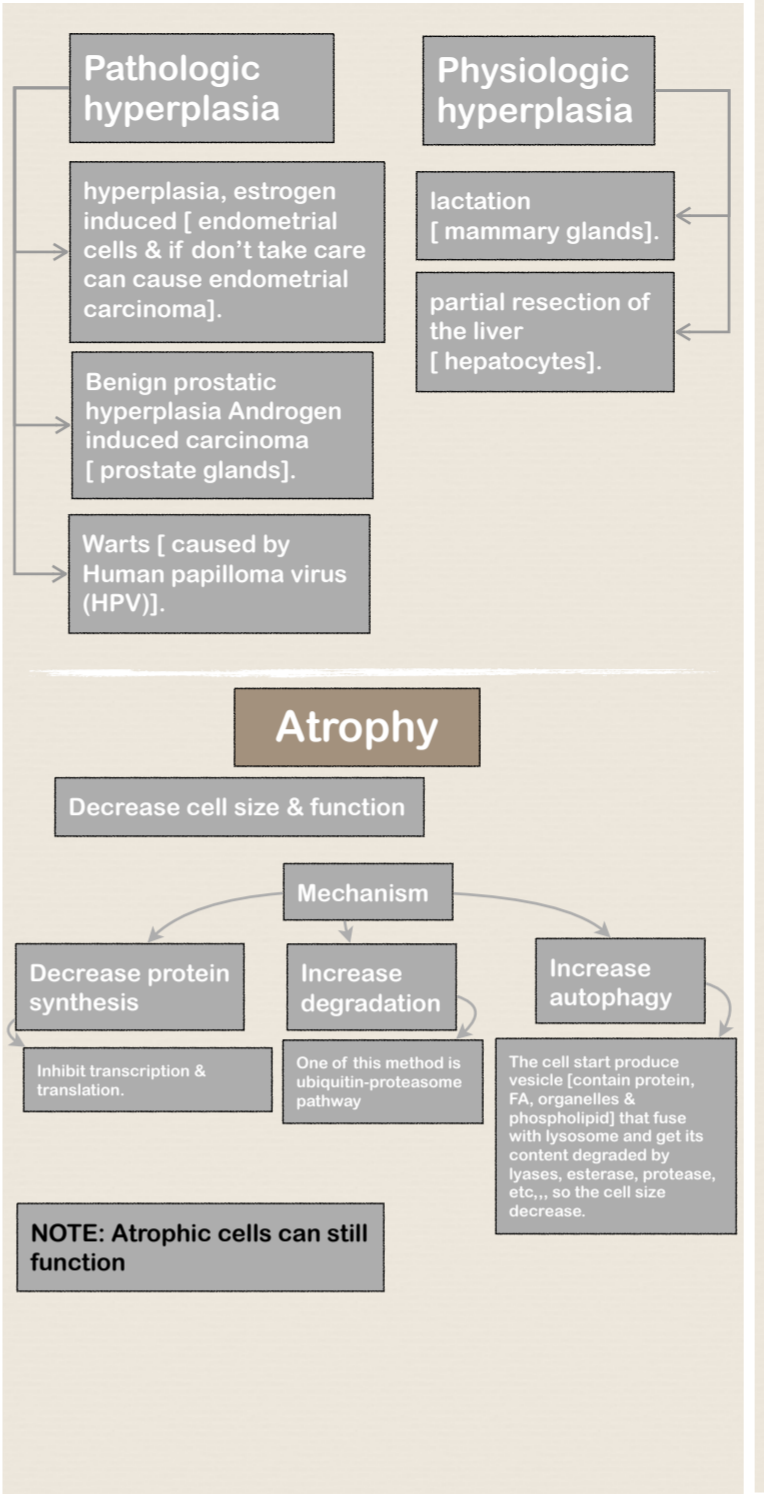 Pathologic
hyperplasia
hyperplasia, estrogen
induced [ endometrial
cells & if don’t take care
can cause endometrial
carcinoma].
Benign prostatic
hyperplasia Androgen
induced carcinoma
[ prostate glands].
Warts [ caused by
Human papilloma virus
(HPV)].
Physiologic
hyperplasia
lactation
[ mammary glands].
partial resection of
the liver
[ hepatocytes].
Atrophy
Decrease cell size & function
Mechanism
Decrease protein
synthesis
Inhibit transcription &
translation.
Increase
degradation
One of this method is
ubiquitin-proteasome
pathway
Increase
autophagy
The cell start produce
vesicle [contain protein,
FA, organelles &
phospholipid] that fuse
with lysosome and get its
content degraded by
lyases, esterase, protease,
etc,,, so the cell size
decrease.
NOTE: Atrophic cells can still
function